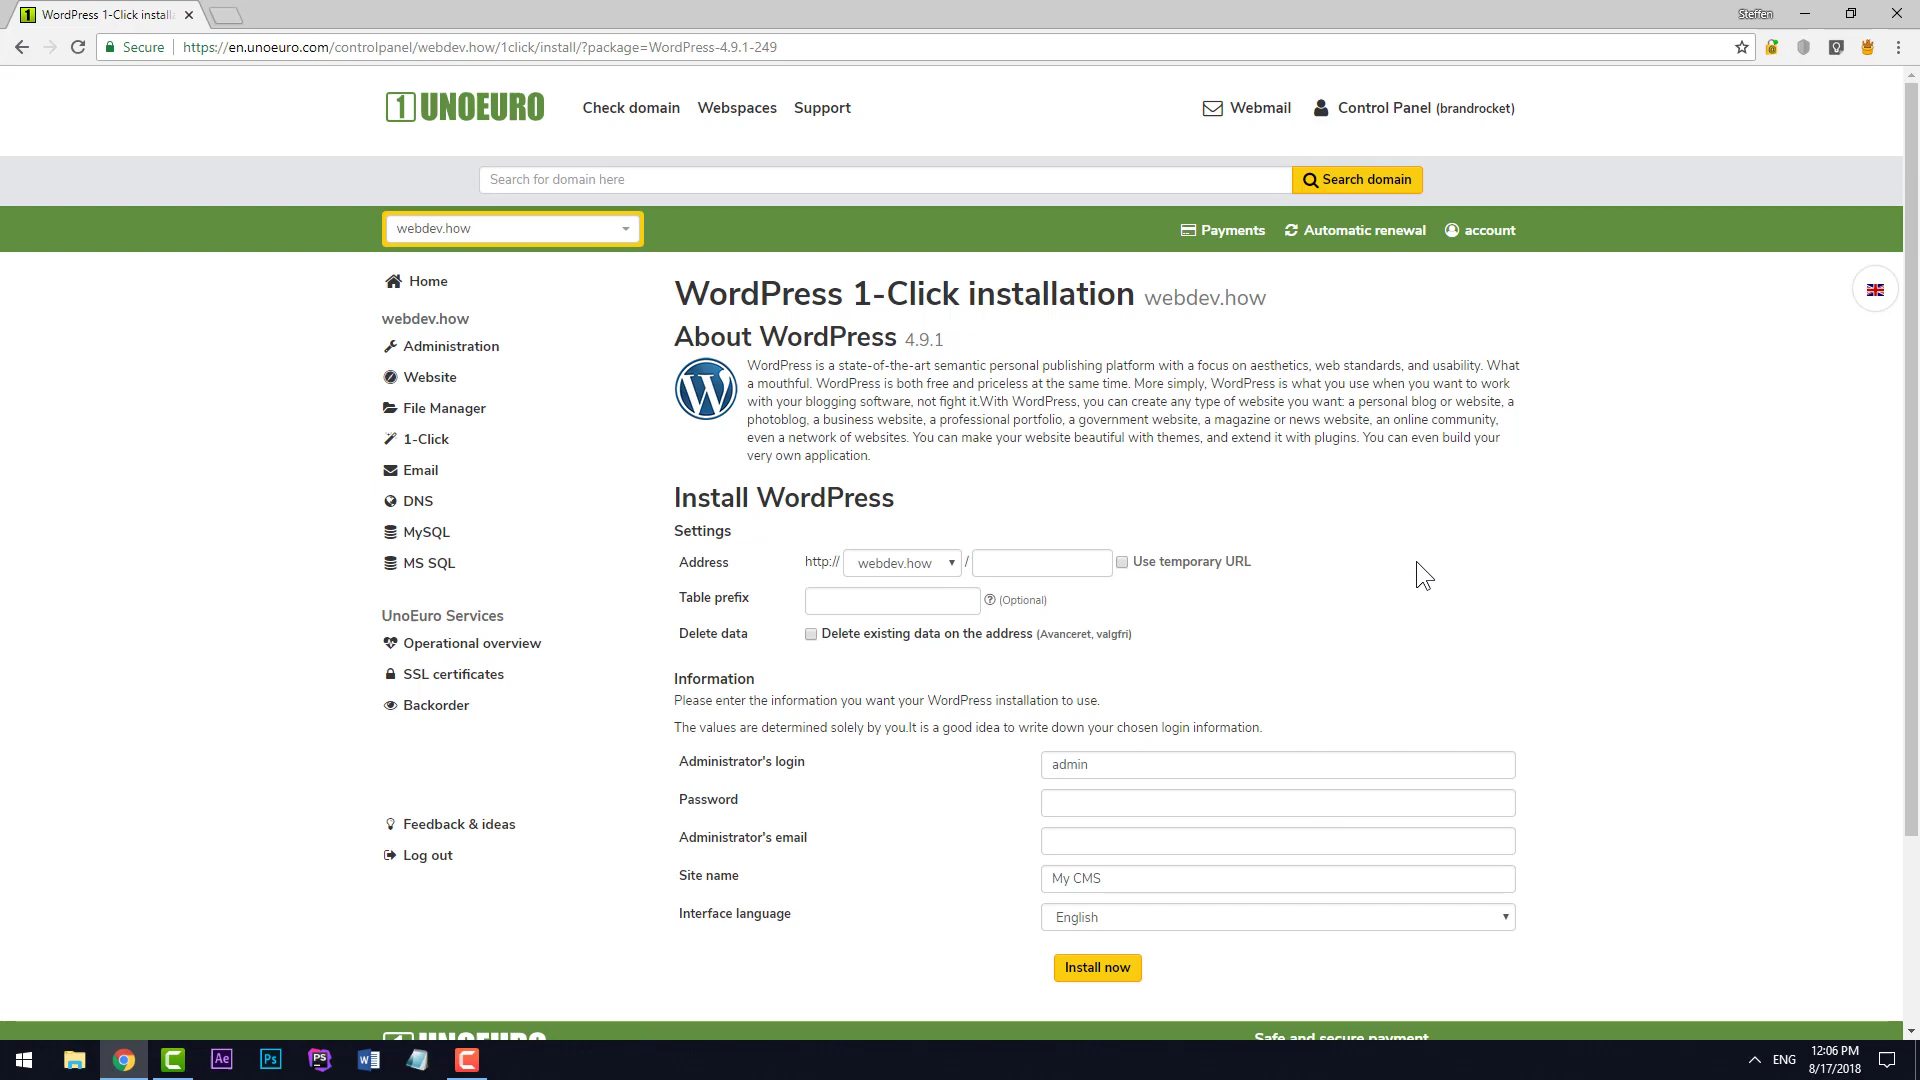 WordPress 1-Click install
Steffen
Secure
https://en.unoeuro.com/controlpanel/webdev.how/1click/install/?package=WordPress-4.9.1-249
1 UNOEURO
Check domain
Webspaces
Support
Webmail
Control Panel (brandrocket)
Search for domain here
Search domain
webdev.how
Payments
Automatic renewal
account
Home
webdev.how
Administration
Website
File Manager
1-Click
Email
DNS
MySQL
MS SQL
UnoEuro Services
Operational overview
SSL certificates
Backorder
Feedback & ideas
Log out
WordPress 1-Click installation webdev.how
About WordPress 4.9.1
WordPress is a state-of-the-art semantic personal publishing platform with a focus on aesthetics, web standards, and usability. What
a mouthful. WordPress is both free and priceless at the same time. More simply, WordPress is what you use when you want to work
with your blogging software, not fight it.With WordPress, you can create any type of website you want: a personal blog or website, a
photoblog, a business website, a professional portfolio, a government website, a magazine or news website, an online community,
even a network of websites. You can make your website beautiful with themes, and extend it with plugins. You can even build your
very own application.
Install WordPress
Settings
Address http:// webdev.how / Use temporary URL
Table prefix (Optional)
Delete data Delete existing data on the address (Avanceret, valgfri)
Information
Please enter the information you want your WordPress installation to use.
The values are determined solely by you.It is a good idea to write down your chosen login information.
Administrator's login admin
Password
Administrator's email
Site name My CMS
Interface language English
Install now
UNOEURO
Safe and secure payment
Ae
Ps
PS
W
ENG
12:06 PM
8/17/2018